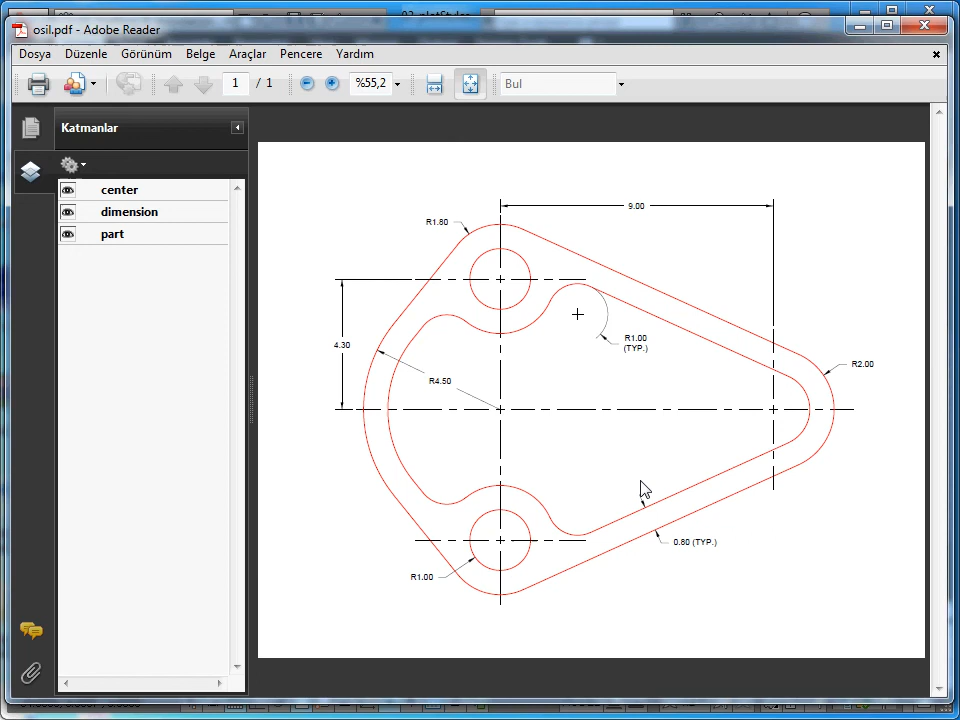 osil.pdf - Adobe Reader
Dosya Düzenle Görünüm Belge Araçlar Pencere Yardım
1 / 1 %55,2 Bul
Katmanlar
center
dimension
part
9.00
R1.80
4.30
R1.00
(TYP.)
R2.00
R4.50
0.80 (TYP.)
R1.00